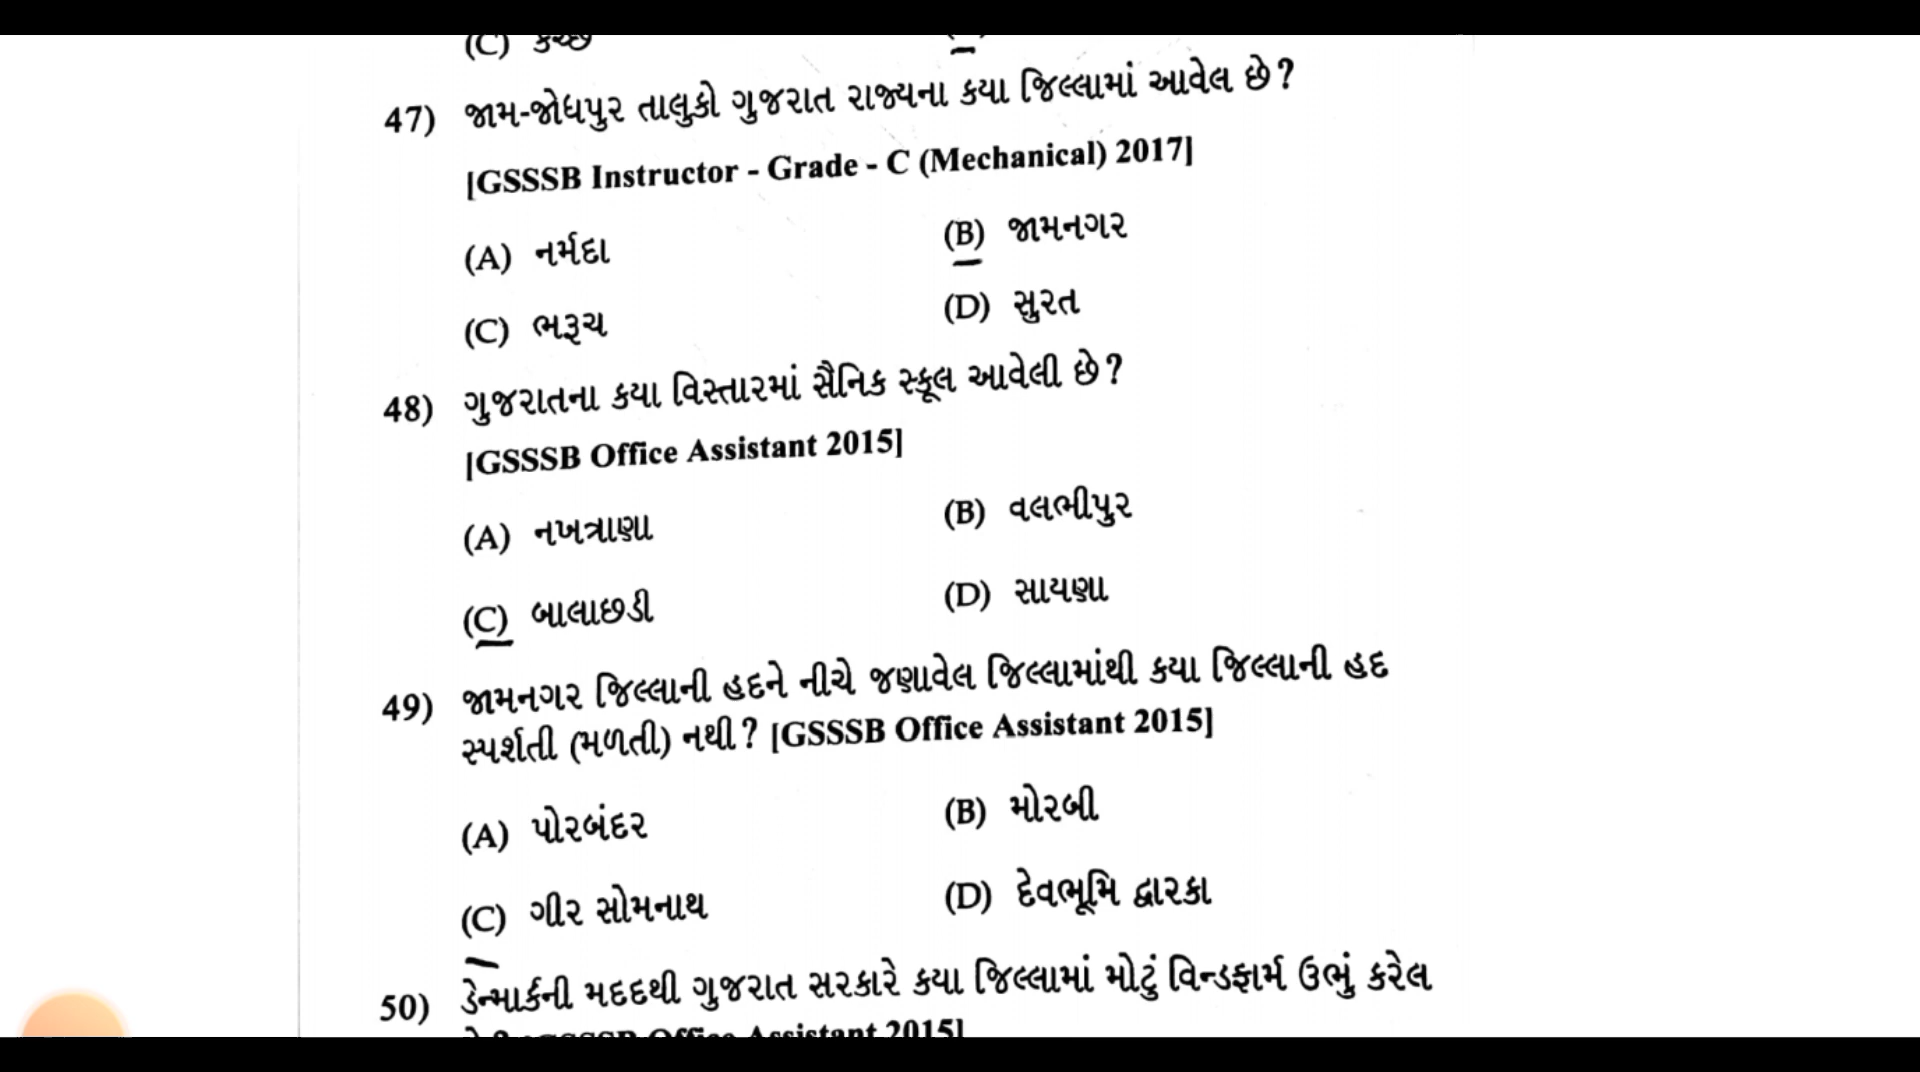 (C) કચ્છ
47) જામ-જોધપુર તાલુકો ગુજરાત રાજ્યના કયા જિલ્લામાં આવેલ છે?
[GSSSB Instructor - Grade - C (Mechanical) 2017]
(A) નર્મદા (B) જામનગર
(C) ભરૂચ (D) સુરત
48) ગુજરાતના કયા વિસ્તારમાં સૈનિક સ્કૂલ આવેલી છે?
[GSSSB Office Assistant 2015]
(A) નખત્રાણા (B) વલભીપુર
(C) બાલાછડી (D) સાયણા
49) જામનગર જિલ્લાની હદને નીચે જણાવેલ જિલ્લામાંથી કયા જિલ્લાની હદ
સ્પર્શતી (મળતી) નથી? [GSSSB Office Assistant 2015]
(A) પોરબંદર (B) મોરબી
(C) ગીર સોમનાથ (D) દેવભૂમિ દ્વારકા
50) ડેન્માર્કની મદદથી ગુજરાત સરકારે કયા જિલ્લામાં મોટું વિન્ડફાર્મ ઉભું કરેલ
Office Assistant 2015]